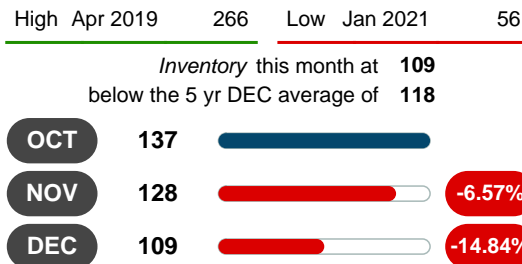 High Apr 2019 266 Low Jan 2021 56
Inventory this month at 109
below the 5 yr DEC average of 118
OCT 137
NOV 128 -6.57%
DEC 109 -14.84%